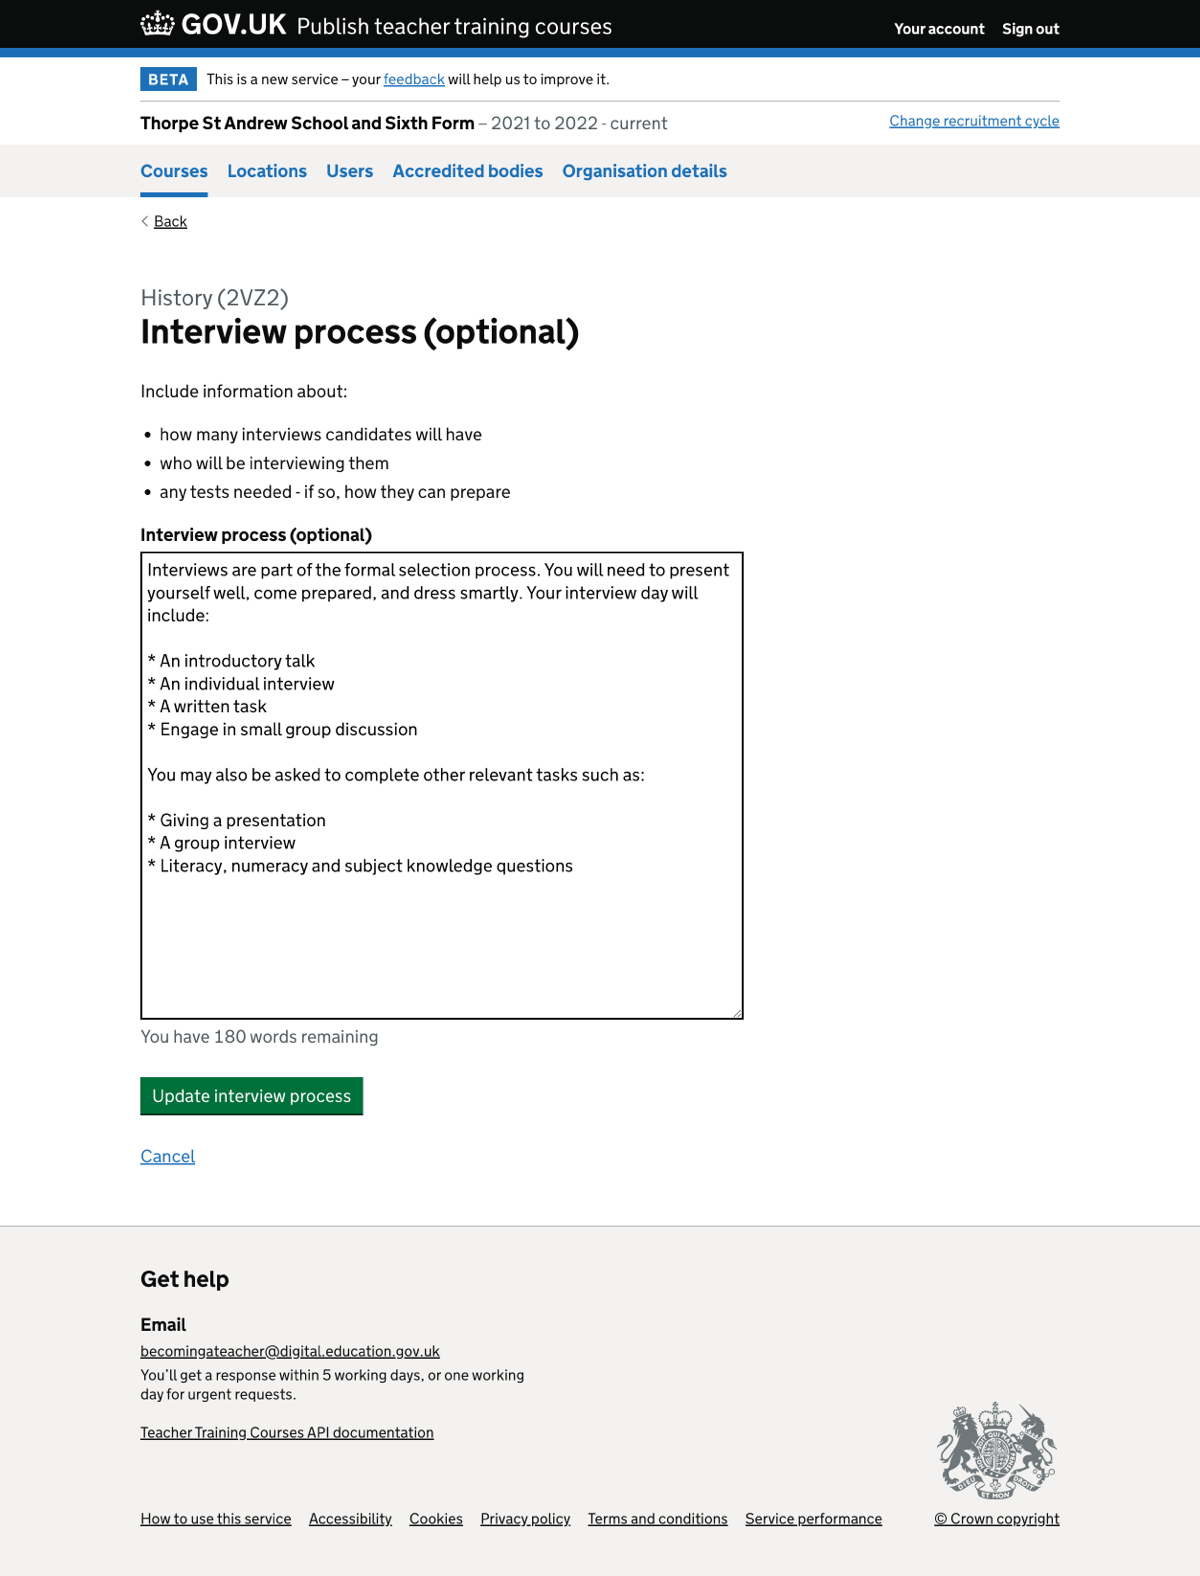 GOV.UK Publish teacher training courses
Your account Sign out
BETA This is a new service – your feedback will help us to improve it.
Thorpe St Andrew School and Sixth Form – 2021 to 2022 - current
Change recruitment cycle
Courses Locations Users Accredited bodies Organisation details
Back
History (2VZ2)
Interview process (optional)
Include information about:
• how many interviews candidates will have
• who will be interviewing them
• any tests needed - if so, how they can prepare
Interview process (optional)
Interviews are part of the formal selection process. You will need to present
yourself well, come prepared, and dress smartly. Your interview day will
include:
* An introductory talk
* An individual interview
* A written task
* Engage in small group discussion
You may also be asked to complete other relevant tasks such as:
* Giving a presentation
* A group interview
* Literacy, numeracy and subject knowledge questions
You have 180 words remaining
Update interview process
Cancel
Get help
Email
becomingateacher@digital.education.gov.uk
You’ll get a response within 5 working days, or one working
day for urgent requests.
Teacher Training Courses API documentation
DIEU ET MON DROIT
How to use this service Accessibility Cookies Privacy policy Terms and conditions Service performance
© Crown copyright